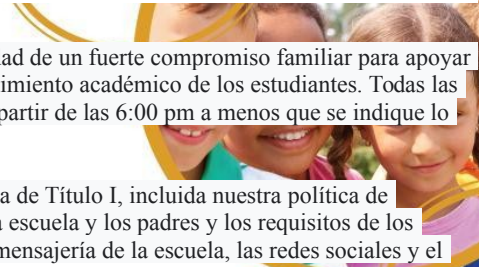 ad de un fuerte compromiso familiar para apoyar
imiento académico de los estudiantes. Todas las
partir de las 6:00 pm a menos que se indique lo
a de Título I, incluida nuestra política de
escuela y los padres y los requisitos de los
mensajería de la escuela, las redes sociales y el